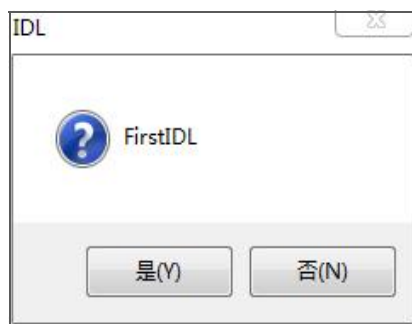 IDL
FirstIDL
是(Y)
否(N)